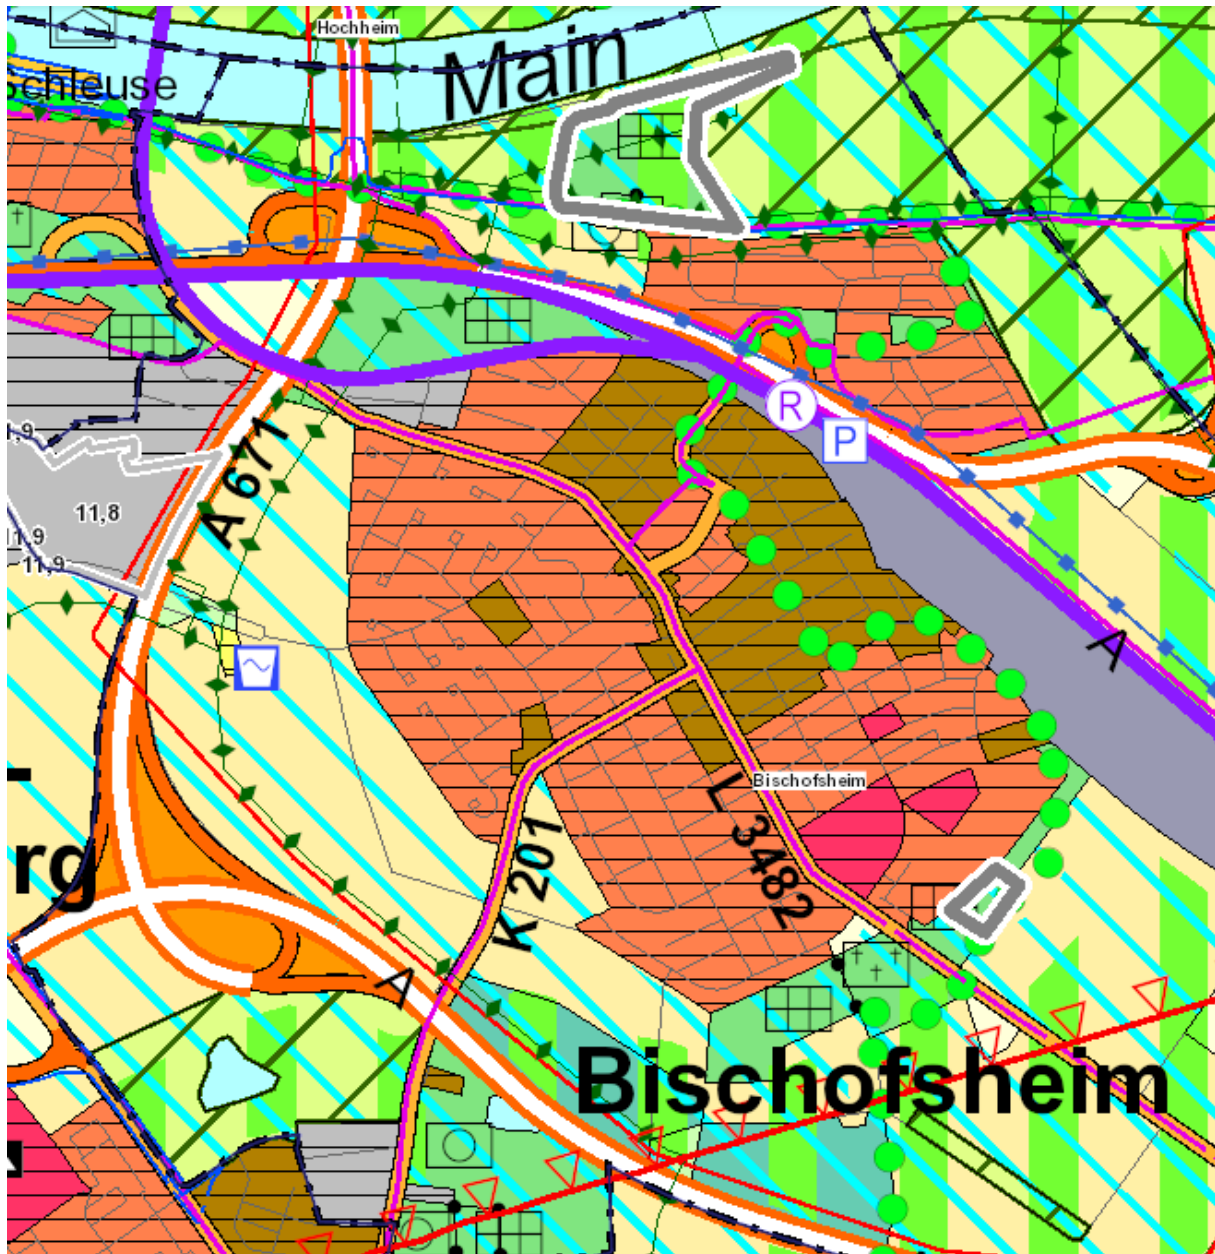 Hochheim
Main
Schleuse
R
P
A 671
11,9
11,8
11,9
11,9
A
Bischofsheim
L 3482
rg
K 201
A
Bischofsheim